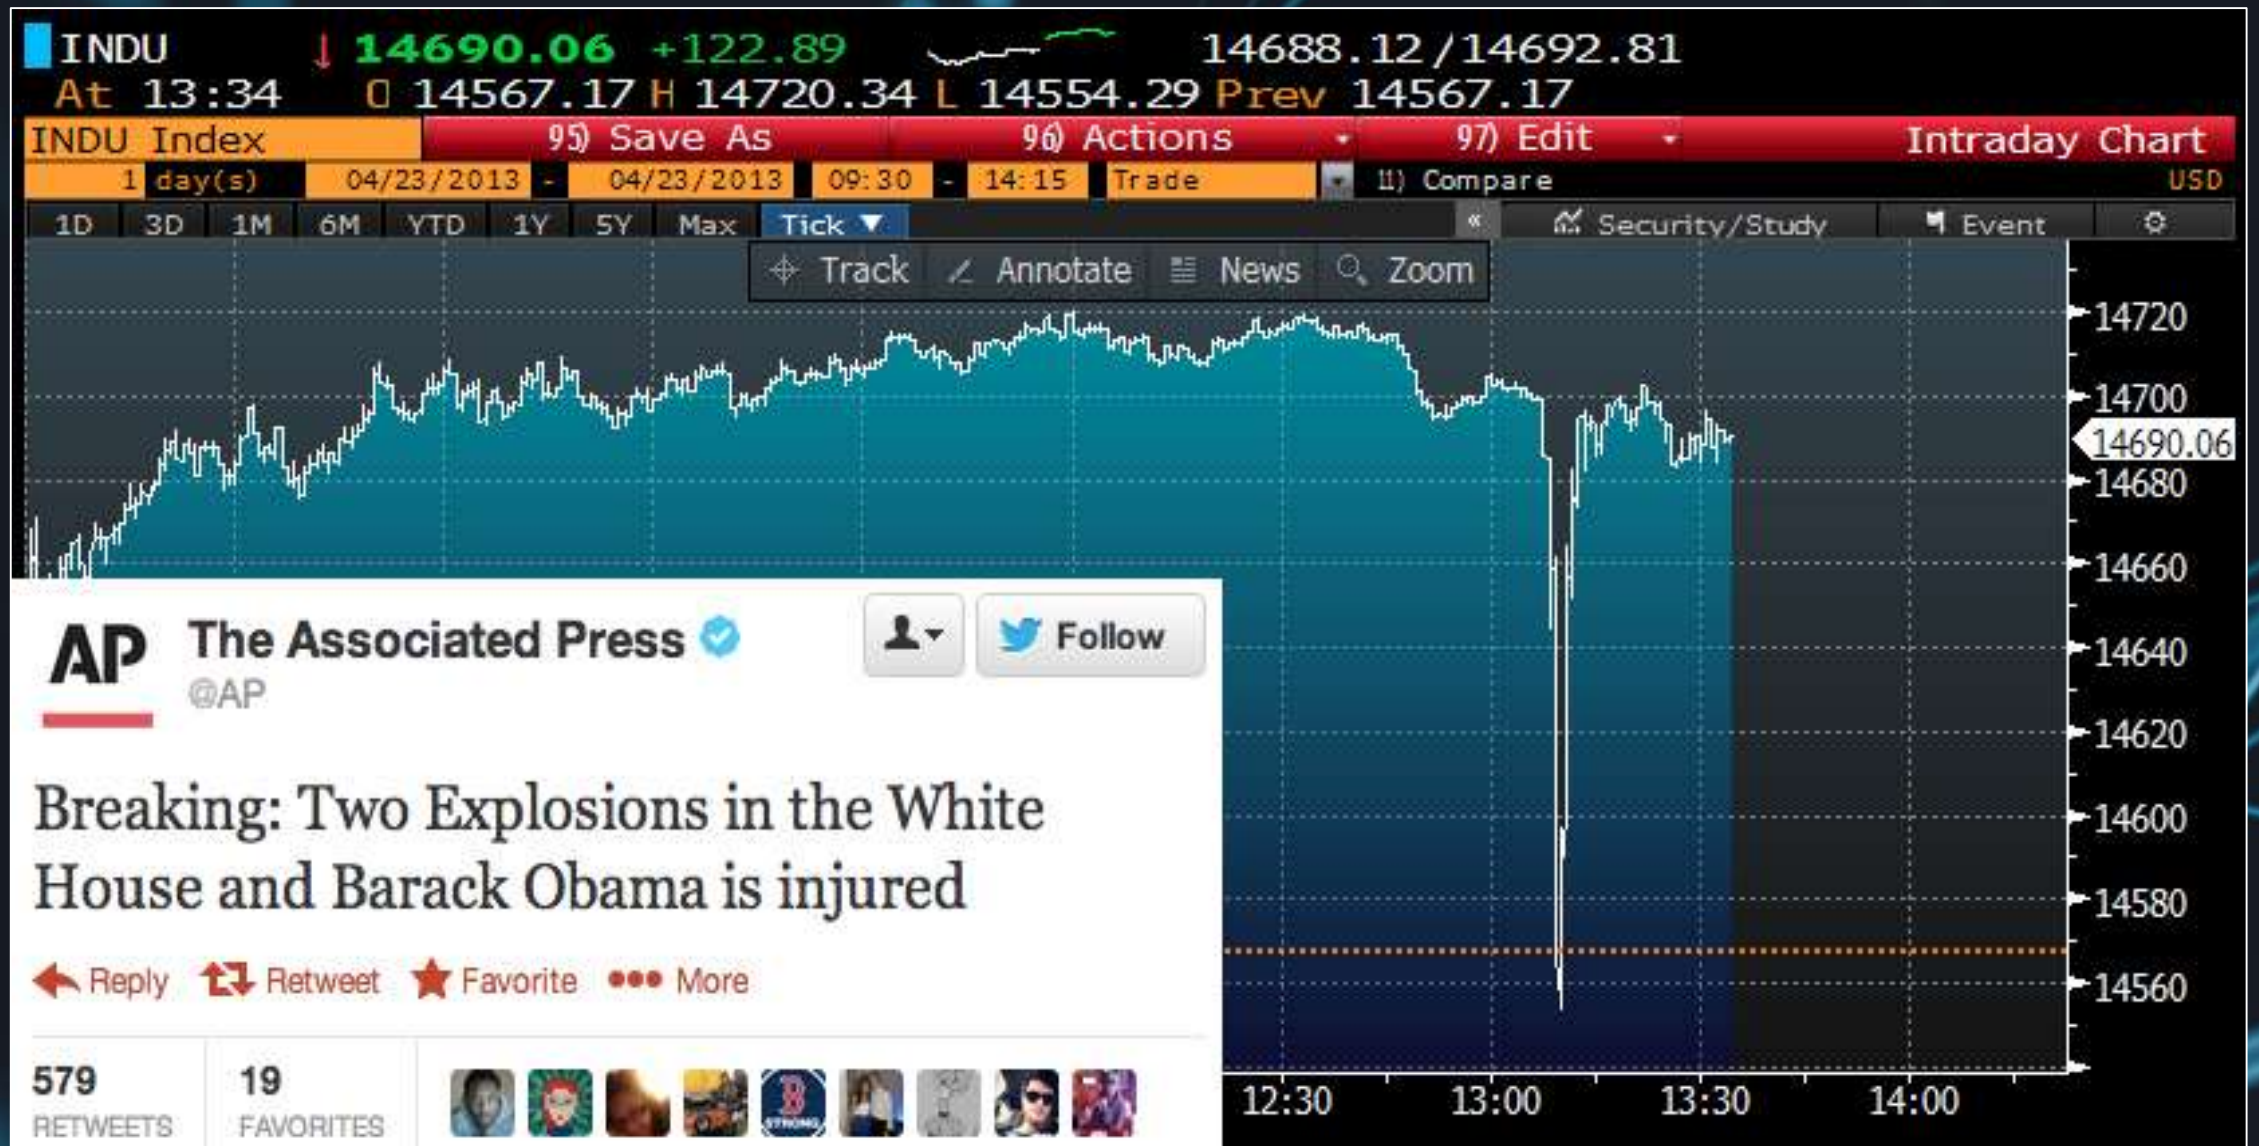 INDU ↓ 14690.06 +122.89 14688.12/14692.81
At 13:34 O 14567.17 H 14720.34 L 14554.29 Prev 14567.17
INDU Index 95) Save As 96) Actions 97) Edit Intraday Chart
1 day(s) 04/23/2013 - 04/23/2013 09:30 - 14:15 Trade 11) Compare USD
1D 3D 1M 6M YTD 1Y 5Y Max Tick ▼ « Security/Study Event
Track Annotate News Zoom
14720
14700
14690.06
14680
14660
14640
14620
14600
14580
14560
12:30 13:00 13:30 14:00
AP The Associated Press
@AP
Follow
Breaking: Two Explosions in the White
House and Barack Obama is injured
Reply Retweet Favorite More
579 19
RETWEETS FAVORITES
B
STRONG